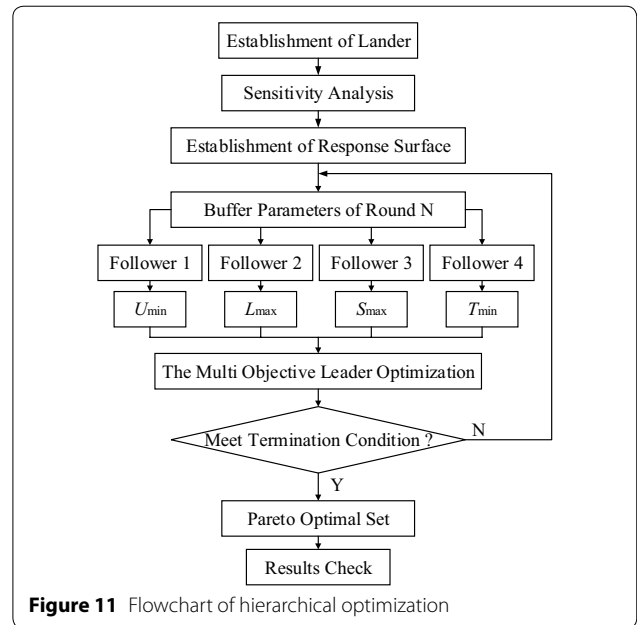 Establishment of Lander
Sensitivity Analysis
Establishment of Response Surface
Buffer Parameters of Round N
Follower 1 Follower 2 Follower 3 Follower 4
Umin Lmax Smax Tmin
The Multi Objective Leader Optimization
Meet Termination Condition ? N
Y
Pareto Optimal Set
Results Check
Figure 11 Flowchart of hierarchical optimization